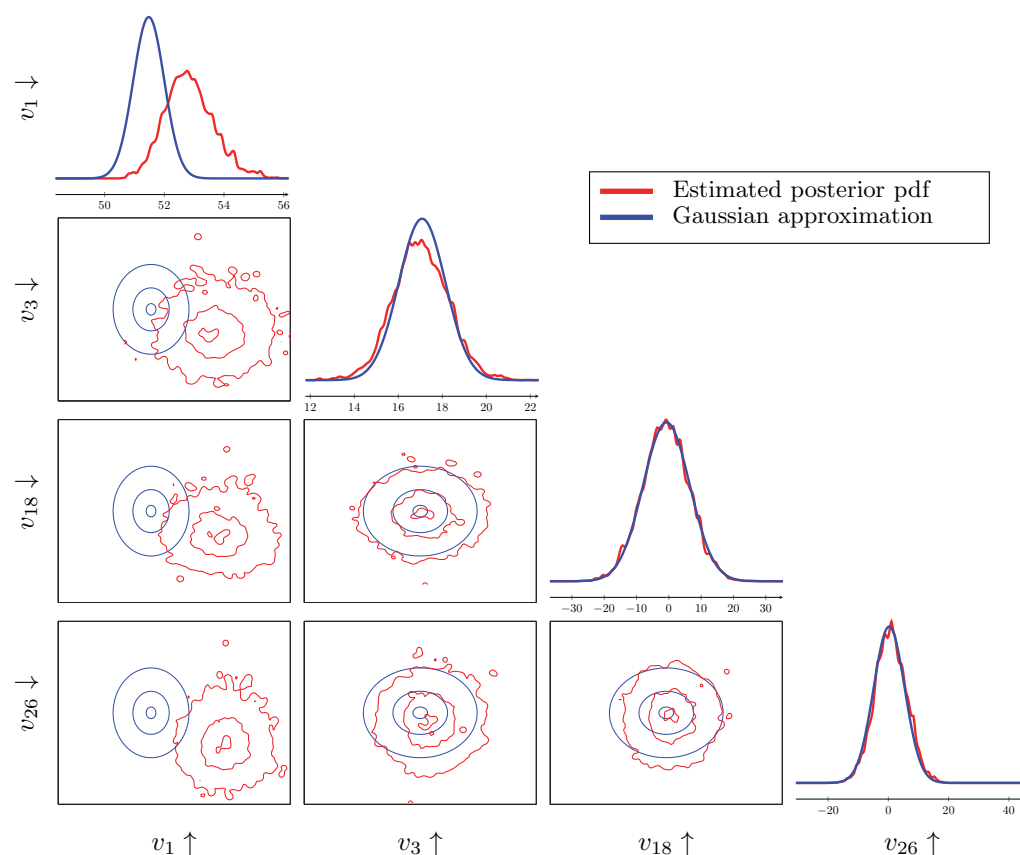 v1 ↓
50 52 54 56
Estimated posterior pdf
Gaussian approximation
v3 ↓
12 14 16 18 20 22
v18 ↓
−30 −20 −10 0 10 20 30
v26 ↓
−20 0 20 40
v1 ↑ v3 ↑ v18 ↑ v26 ↑